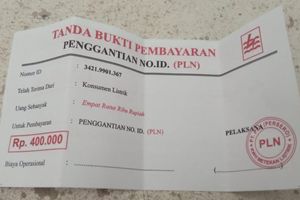 TANDA BUKTI PEMBAYARAN
PENGGANTIAN NO.ID. (PLN)
Nomor ID : 3421.9901.367
Telah Terima Dari : Konsumen Listrik
Uang Sebanyak : Empat Ratus Ribu Rupiah
Untuk Pembayaran : PENGGANTIAN NO. ID. (PLN)
Rp. 400.000
PELAKSANA
Biaya Operasional :
PLN
(PERSERO)